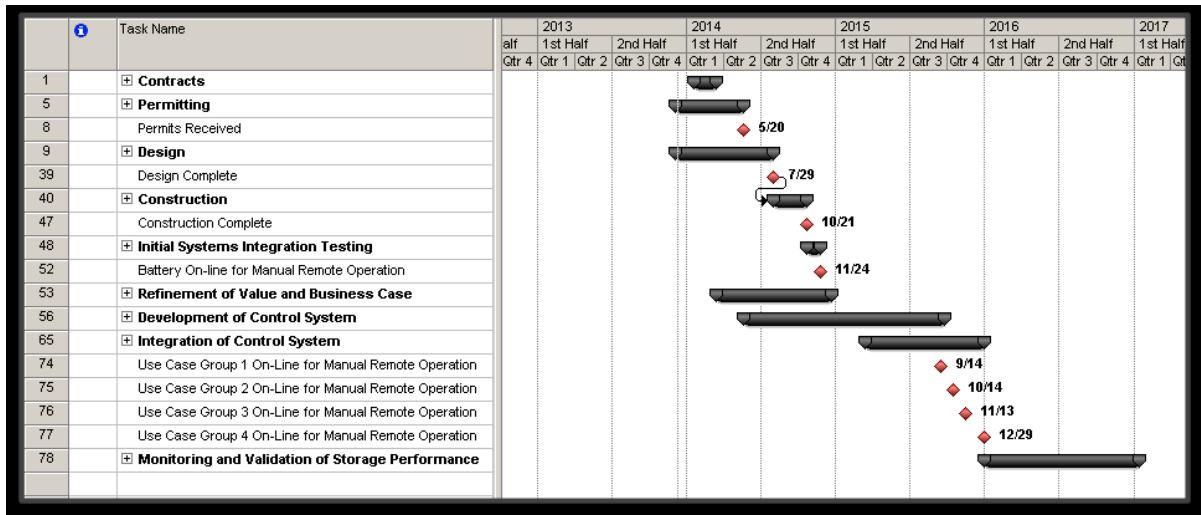 Task Name 2013 2014 2015 2016 2017
alf 1st Half 2nd Half 1st Half 2nd Half 1st Half 2nd Half 1st Half 2nd Half 1st Half
Qtr 4 Qtr 1 Qtr 2 Qtr 3 Qtr 4 Qtr 1 Qtr 2 Qtr 3 Qtr 4 Qtr 1 Qtr 2 Qtr 3 Qtr 4 Qtr 1 Qtr 2 Qtr 3 Qtr 4 Qtr 1 Qt
1 Contracts
5 Permitting
8 Permits Received 5/20
9 Design
39 Design Complete 7/29
40 Construction
47 Construction Complete 10/21
48 Initial Systems Integration Testing
52 Battery On-line for Manual Remote Operation 11/24
53 Refinement of Value and Business Case
56 Development of Control System
65 Integration of Control System
74 Use Case Group 1 On-Line for Manual Remote Operation 9/14
75 Use Case Group 2 On-Line for Manual Remote Operation 10/14
76 Use Case Group 3 On-Line for Manual Remote Operation 11/13
77 Use Case Group 4 On-Line for Manual Remote Operation 12/29
78 Monitoring and Validation of Storage Performance